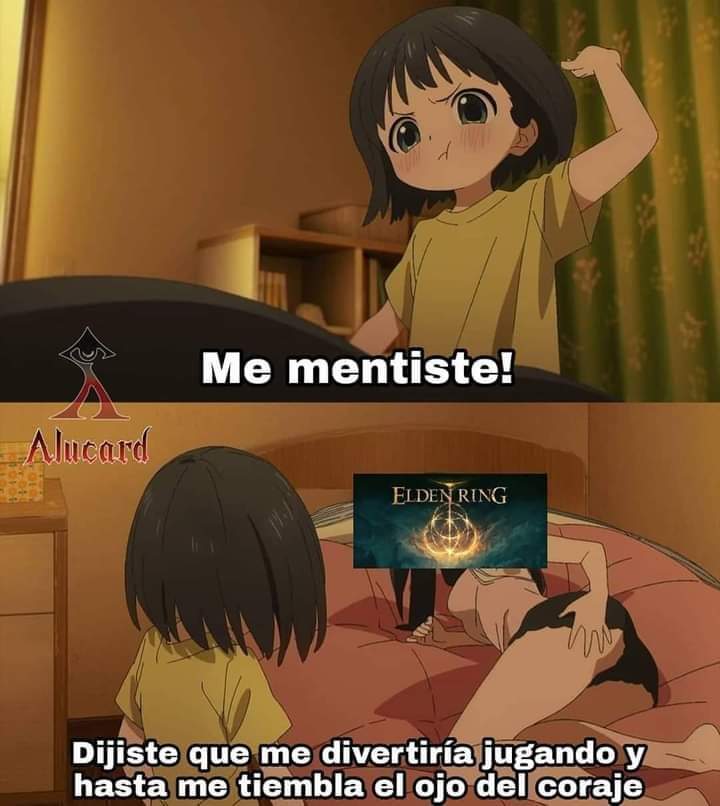 Me mentiste!
Alucard
ELDEN RING
Dijiste que me divertiría jugando y
hasta me tiembla el ojo del coraje